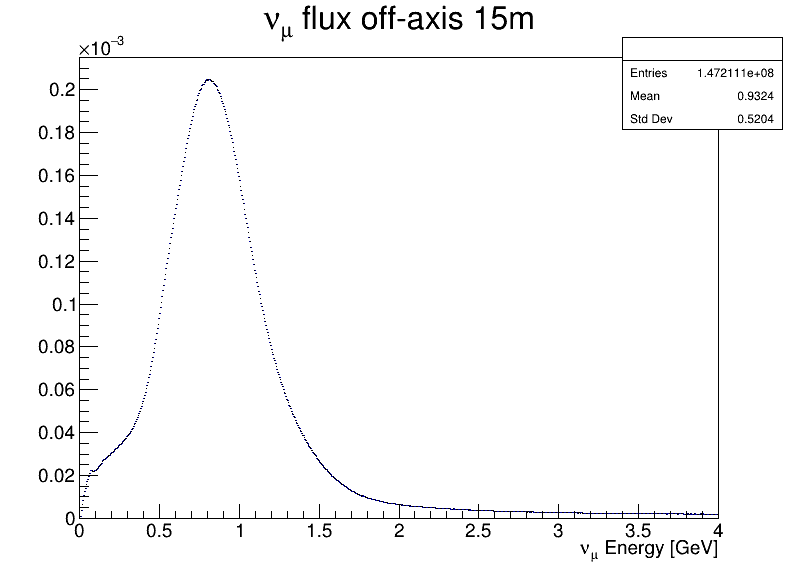 ν_μ flux off-axis 15m
×10⁻³
Entries 1.472111e+08
Mean 0.9324
Std Dev 0.5204
0.2
0.18
0.16
0.14
0.12
0.1
0.08
0.06
0.04
0.02
0
0 0.5 1 1.5 2 2.5 3 3.5 4
ν_μ Energy [GeV]